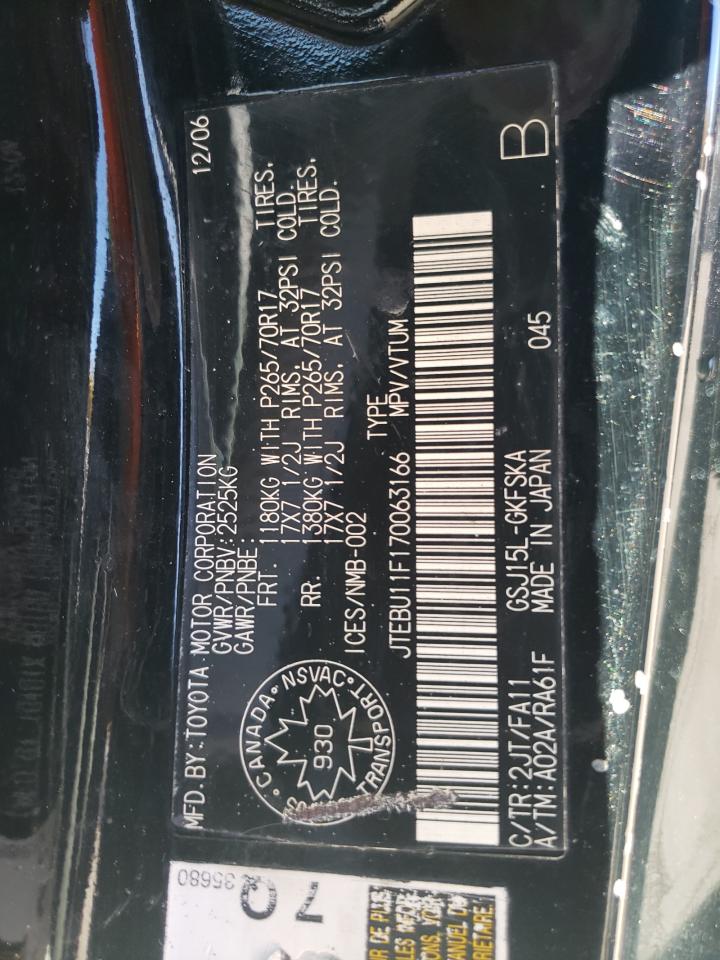 MFD. BY:TOYOTA MOTOR CORPORATION 12/06
GVWR/PNBV:2525KG
GAWR/PNBE:
FRT. 1180KG WITH P265/70R17 TIRES,
17X7 1/2J RIMS, AT 32PSI COLD.
RR. 1380KG WITH P265/70R17 TIRES,
17X7 1/2J RIMS, AT 32PSI COLD.
ICES/NMB-002
CANADA NSVAC
930
TRANSPORT
JTEBU11F170063166 TYPE MPV/VTUM
C/TR:2JT/FA11 GSJ15L-GKFSKA
A/TM:A02A/RA61F MADE IN JAPAN 045 B
35680